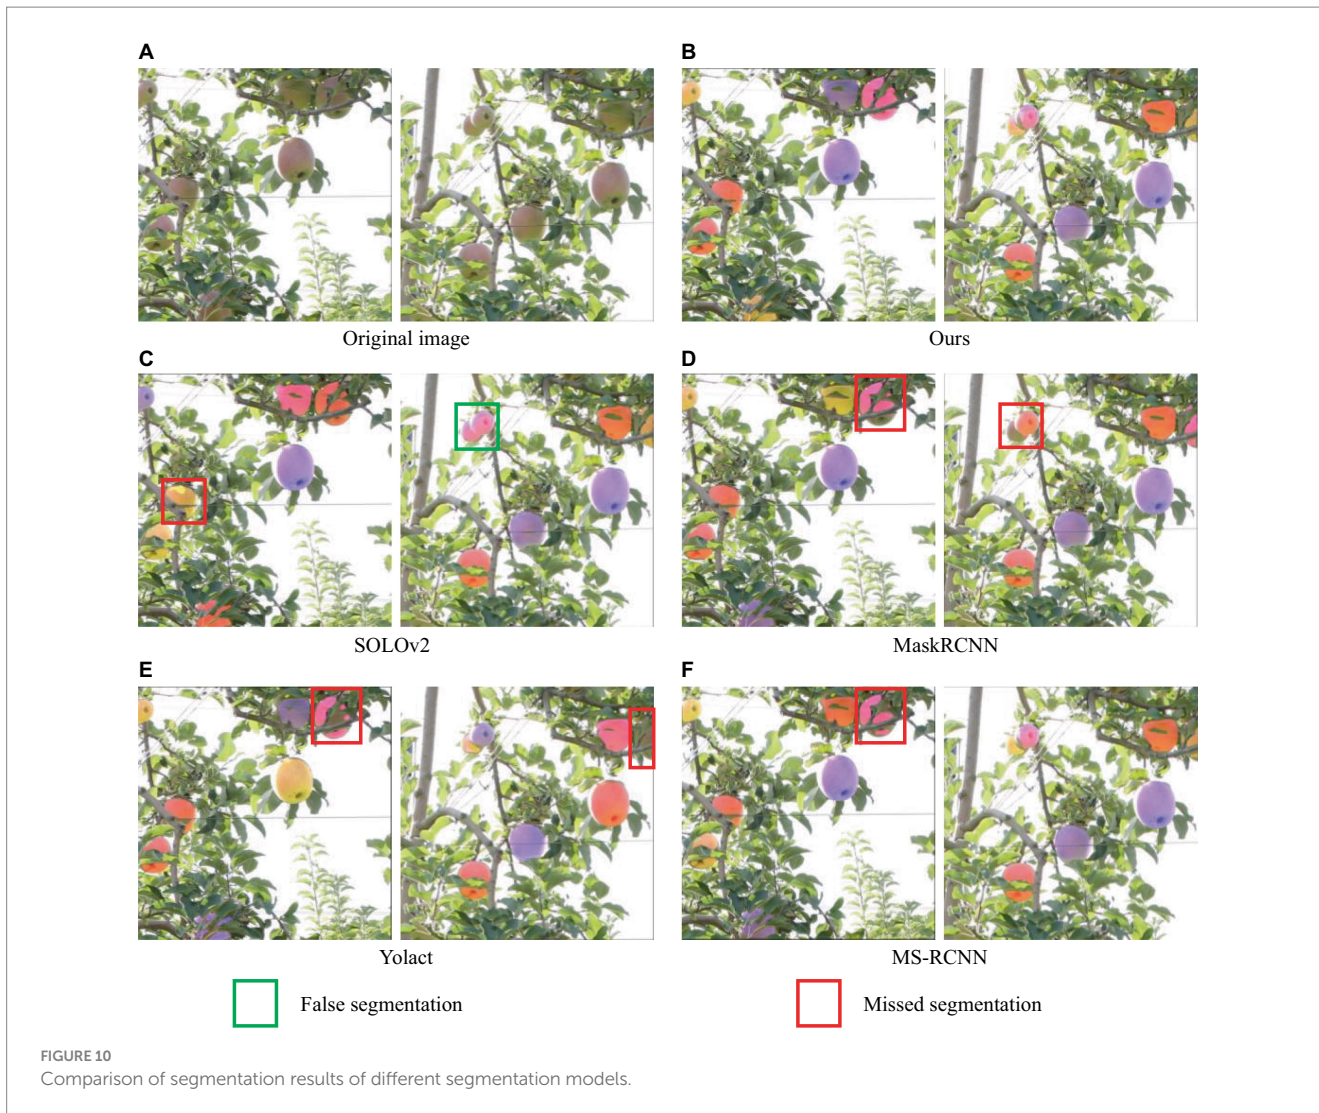 A
B
Original image
Ours
C
D
SOLOv2
MaskRCNN
E
F
Yolact
MS-RCNN
False segmentation
Missed segmentation
FIGURE 10
Comparison of segmentation results of different segmentation models.